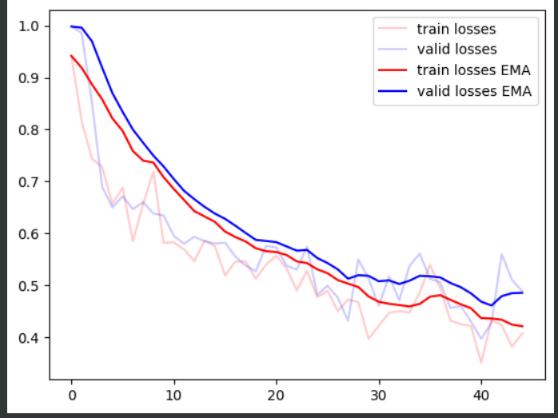 1.0
0.9
0.8
0.7
0.6
0.5
0.4
train losses
valid losses
train losses EMA
valid losses EMA
0 10 20 30 40